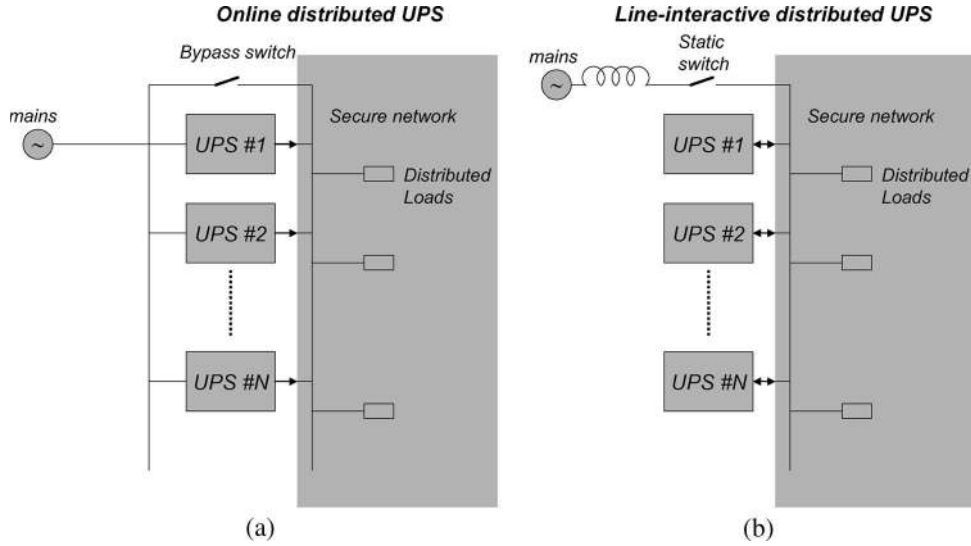 Online distributed UPS
Bypass switch
mains
~
UPS #1
Secure network
Distributed
Loads
UPS #2
UPS #N
(a)
Line-interactive distributed UPS
mains
~
Static
switch
Secure network
UPS #1
Distributed
Loads
UPS #2
UPS #N
(b)